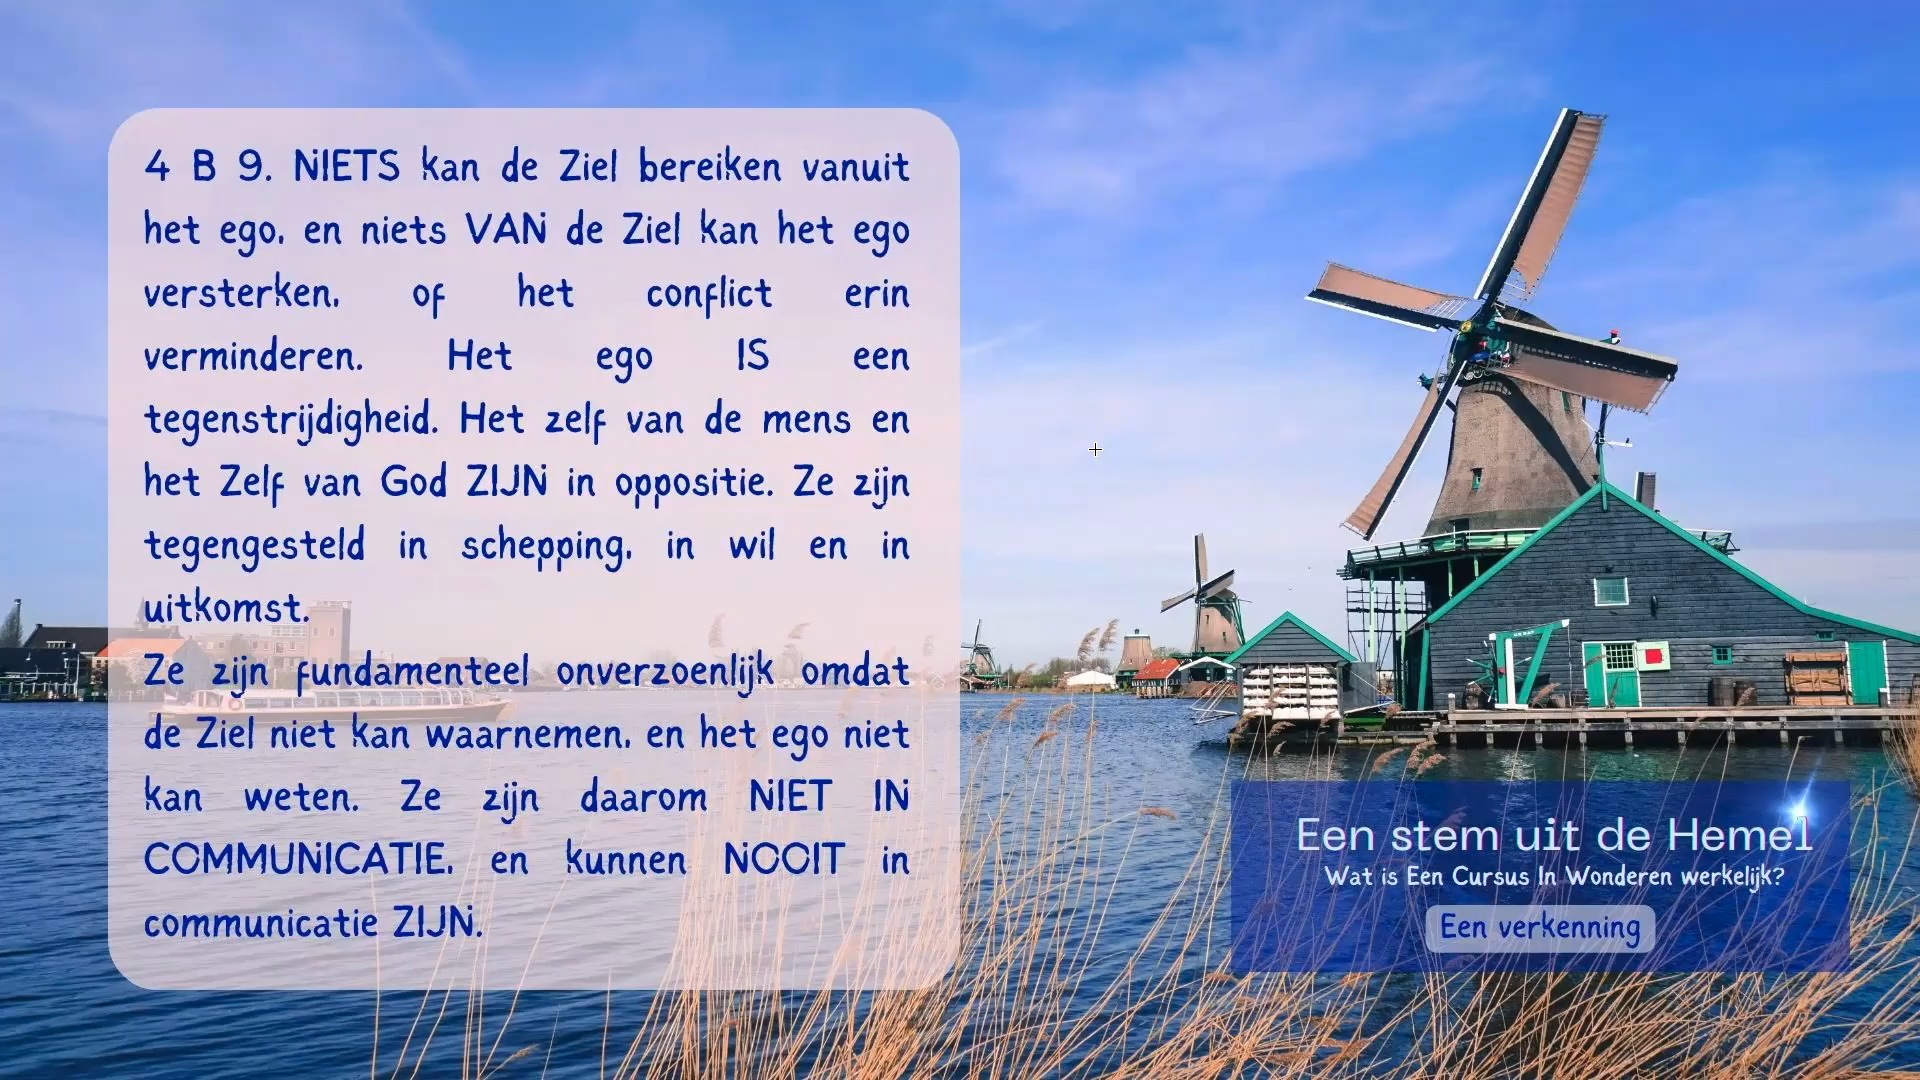 4 B 9. NIETS kan de Ziel bereiken vanuit
het ego, en niets VAN de Ziel kan het ego
versterken, of het conflict erin
verminderen. Het ego IS een
tegenstrijdigheid. Het zelf van de mens en
het Zelf van God ZIJN in oppositie. Ze zijn
tegengesteld in schepping, in wil en in
uitkomst.
Ze zijn fundamenteel onverzoenlijk omdat
de Ziel niet kan waarnemen, en het ego niet
kan weten. Ze zijn daarom NIET IN
COMMUNICATIE, en kunnen NOOIT in
communicatie ZIJN.
Een stem uit de Hemel
Wat is Een Cursus In Wonderen werkelijk?
Een verkenning